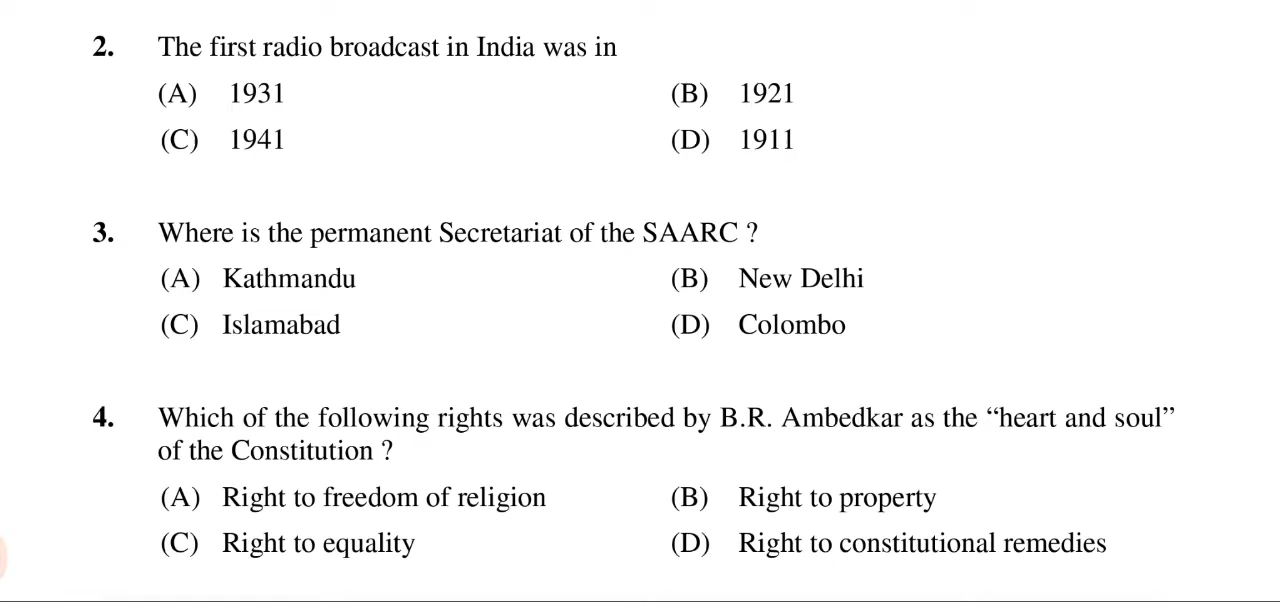 2. The first radio broadcast in India was in
(A) 1931 (B) 1921
(C) 1941 (D) 1911
3. Where is the permanent Secretariat of the SAARC ?
(A) Kathmandu (B) New Delhi
(C) Islamabad (D) Colombo
4. Which of the following rights was described by B.R. Ambedkar as the “heart and soul”
of the Constitution ?
(A) Right to freedom of religion (B) Right to property
(C) Right to equality (D) Right to constitutional remedies